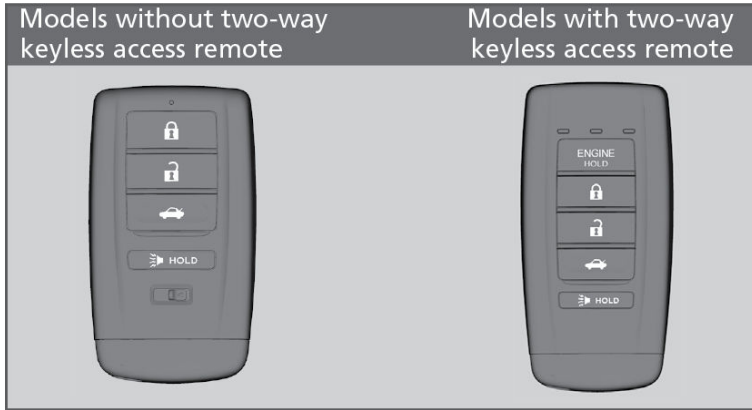 Models without two-way
keyless access remote
Models with two-way
keyless access remote
HOLD
ENGINE
HOLD
HOLD